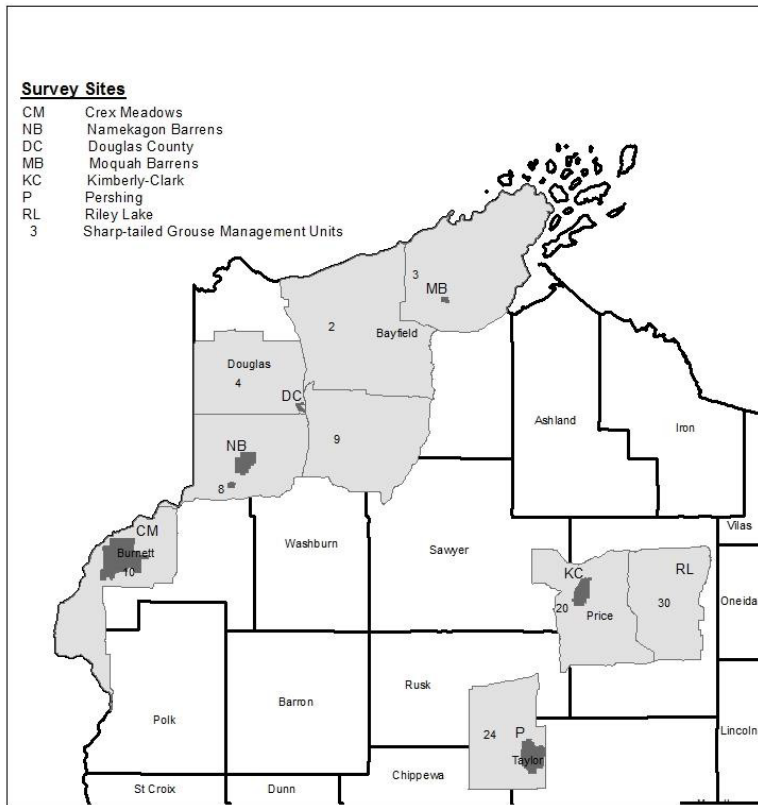 Survey Sites
CM Crex Meadows
NB Namekagon Barrens
DC Douglas County
MB Moquah Barrens
KC Kimberly-Clark
P Pershing
RL Riley Lake
3 Sharp-tailed Grouse Management Units
3
MB
2
Bayfield
Douglas
4
DC
Ashland
Iron
NB
9
8
CM
Burnett
10
Washburn
Sawyer
Vilas
KC
RL
20
Price
30
Oneida
Rusk
Barron
Polk
24
P
Taylor
Lincoln
Chippewa
St Croix
Dunn